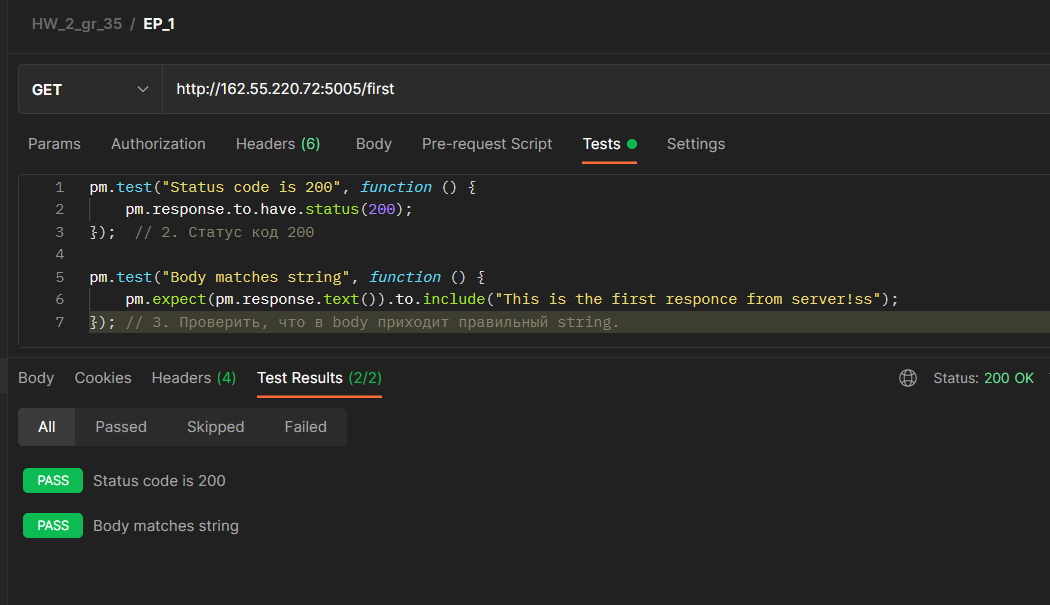 HW_2_gr_35 / EP_1
GET http://162.55.220.72:5005/first
Params Authorization Headers (6) Body Pre-request Script Tests Settings
1 pm.test("Status code is 200", function () {
2 pm.response.to.have.status(200);
3 }); // 2. Статус код 200
4
5 pm.test("Body matches string", function () {
6 pm.expect(pm.response.text()).to.include("This is the first responce from server!ss");
7 }); // 3. Проверить, что в body приходит правильный string.
Body Cookies Headers (4) Test Results (2/2) Status: 200 OK
All Passed Skipped Failed
PASS Status code is 200
PASS Body matches string